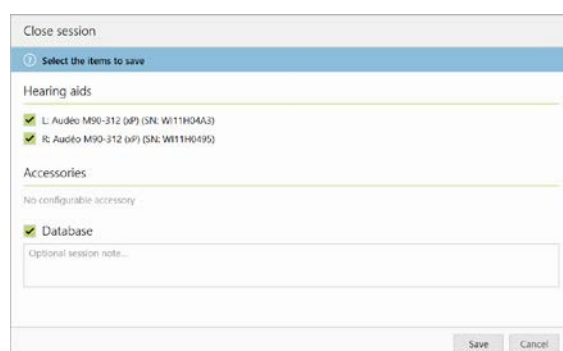 Close session
Select the items to save
Hearing aids
L: Audéo M90-312 (xP) (SN: WI11H04A3)
R: Audéo M90-312 (xP) (SN: WI11H0495)
Accessories
No configurable accessory
Database
Optional session note...
Save Cancel